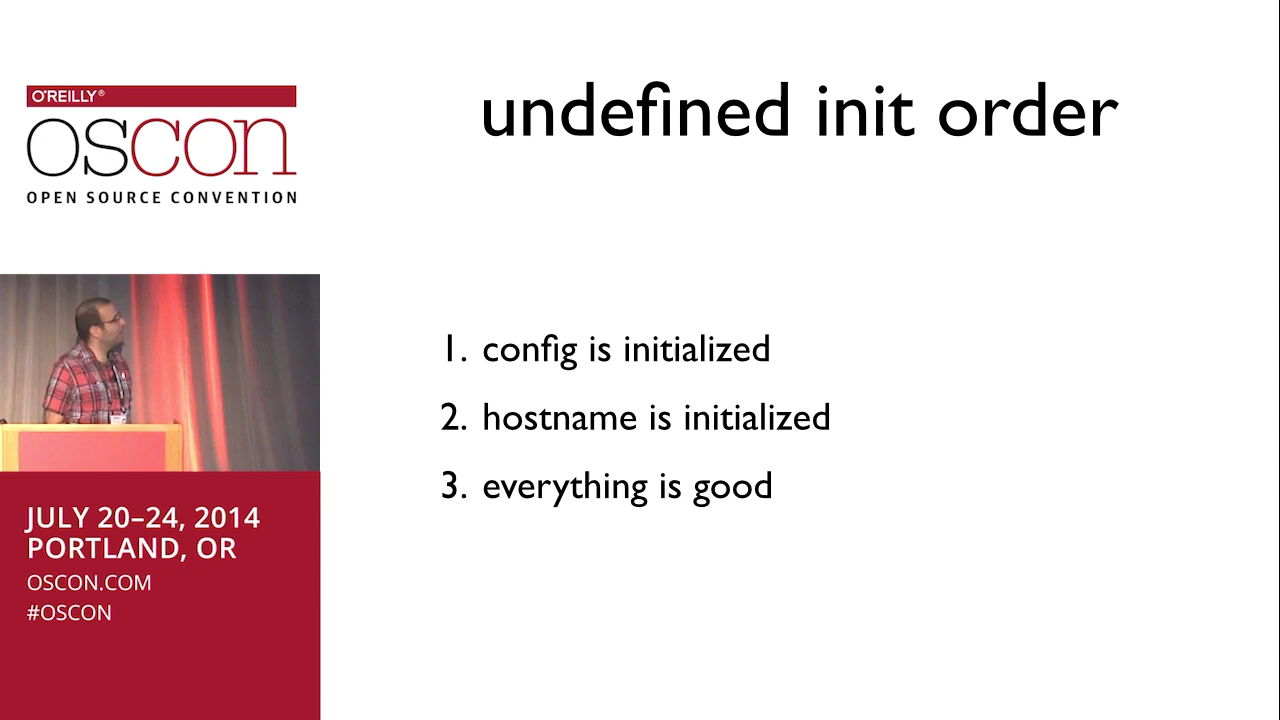 O'REILLY®
oscon
OPEN SOURCE CONVENTION
undefined init order
1. config is initialized
2. hostname is initialized
3. everything is good
JULY 20–24, 2014
PORTLAND, OR
OSCON.COM
#OSCON